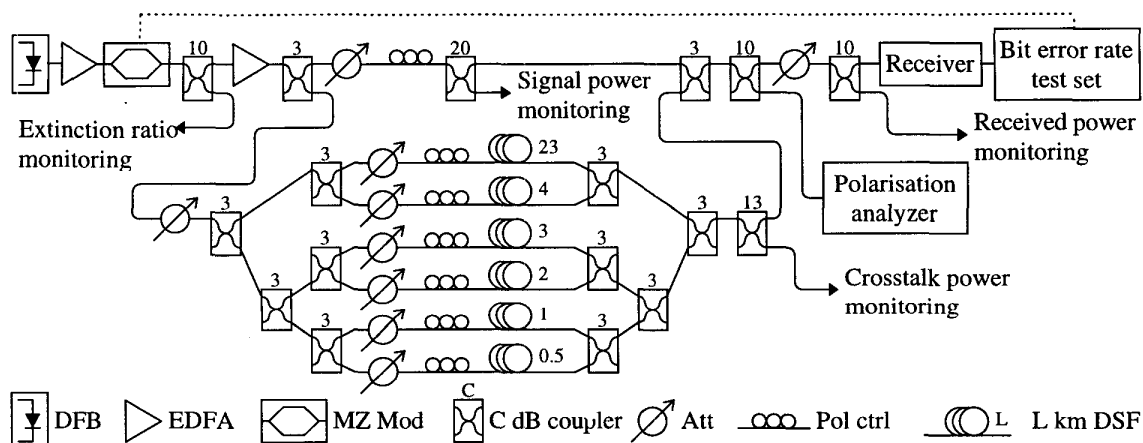 10
3
20
3
10
10
Receiver
Bit error rate
test set
Signal power
monitoring
Extinction ratio
monitoring
Received power
monitoring
3
23
3
4
3
3
13
Polarisation
analyzer
3
3
3
2
Crosstalk power
monitoring
3
3
3
1
3
0.5
DFB
EDFA
MZ Mod
C
C dB coupler
Att
Pol ctrl
L
L km DSF